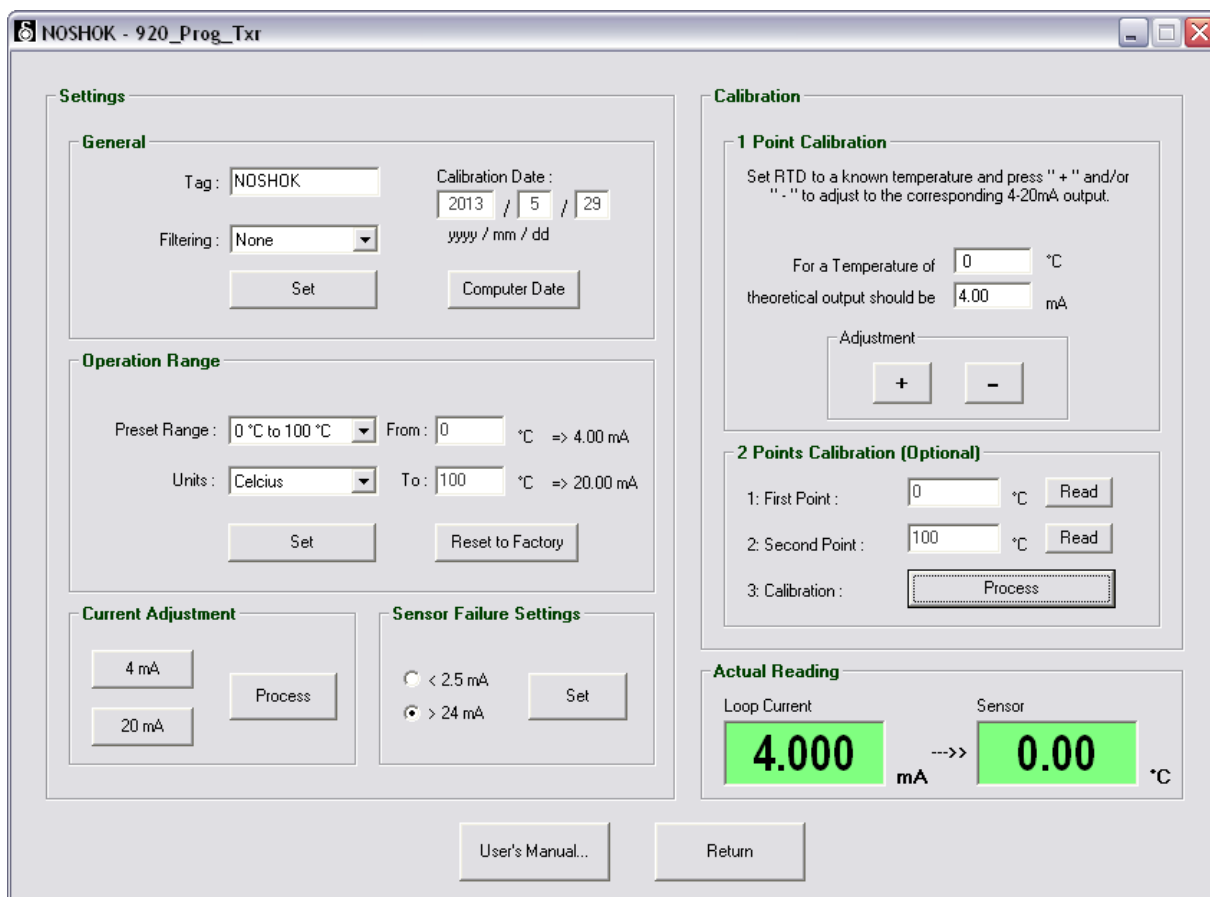 NOSHOK - 920_Prog_Txr
Settings
General
Tag : NOSHOK
Calibration Date :
2013 / 5 / 29
yyyy / mm / dd
Filtering : None
Set
Computer Date
Operation Range
Preset Range : 0 °C to 100 °C From : 0 °C => 4.00 mA
Units : Celcius To : 100 °C => 20.00 mA
Set
Reset to Factory
Current Adjustment
4 mA
20 mA
Process
Sensor Failure Settings
< 2.5 mA
> 24 mA
Set
Calibration
1 Point Calibration
Set RTD to a known temperature and press " + " and/or
" - " to adjust to the corresponding 4-20mA output.
For a Temperature of 0 °C
theoretical output should be 4.00 mA
Adjustment
+ -
2 Points Calibration (Optional)
1: First Point : 0 °C Read
2: Second Point : 100 °C Read
3: Calibration : Process
Actual Reading
Loop Current
4.000 mA
--->>
Sensor
0.00 °C
User's Manual...
Return